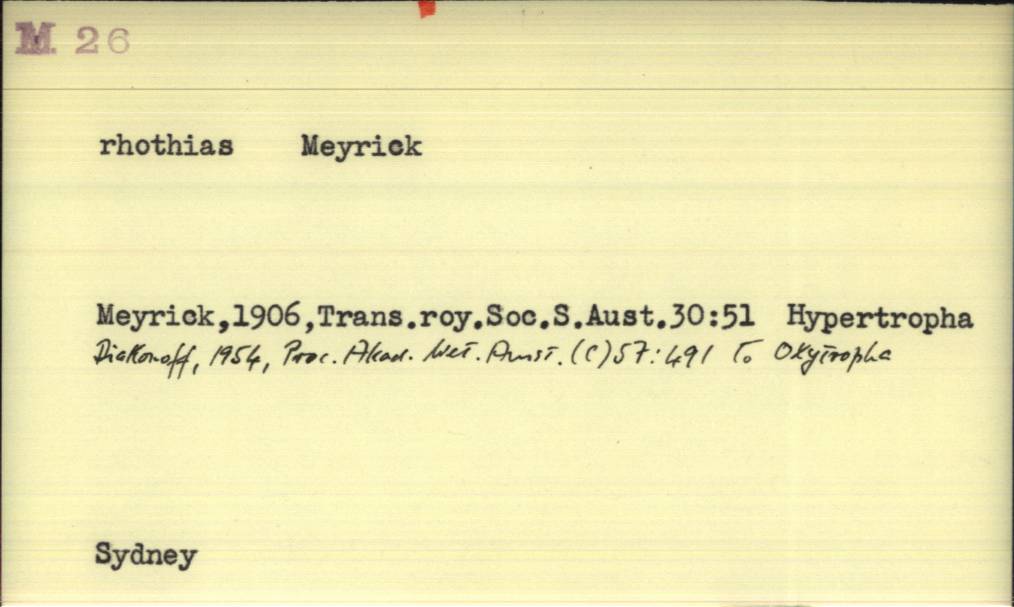 M. 26
rhothias Meyrick
Meyrick,1906,Trans.roy.Soc.S.Aust.30:51 Hypertropha
Diakonoff, 1954, Proc. Akad. Wet. Amst. (C)57:491 To Oxytropha
Sydney